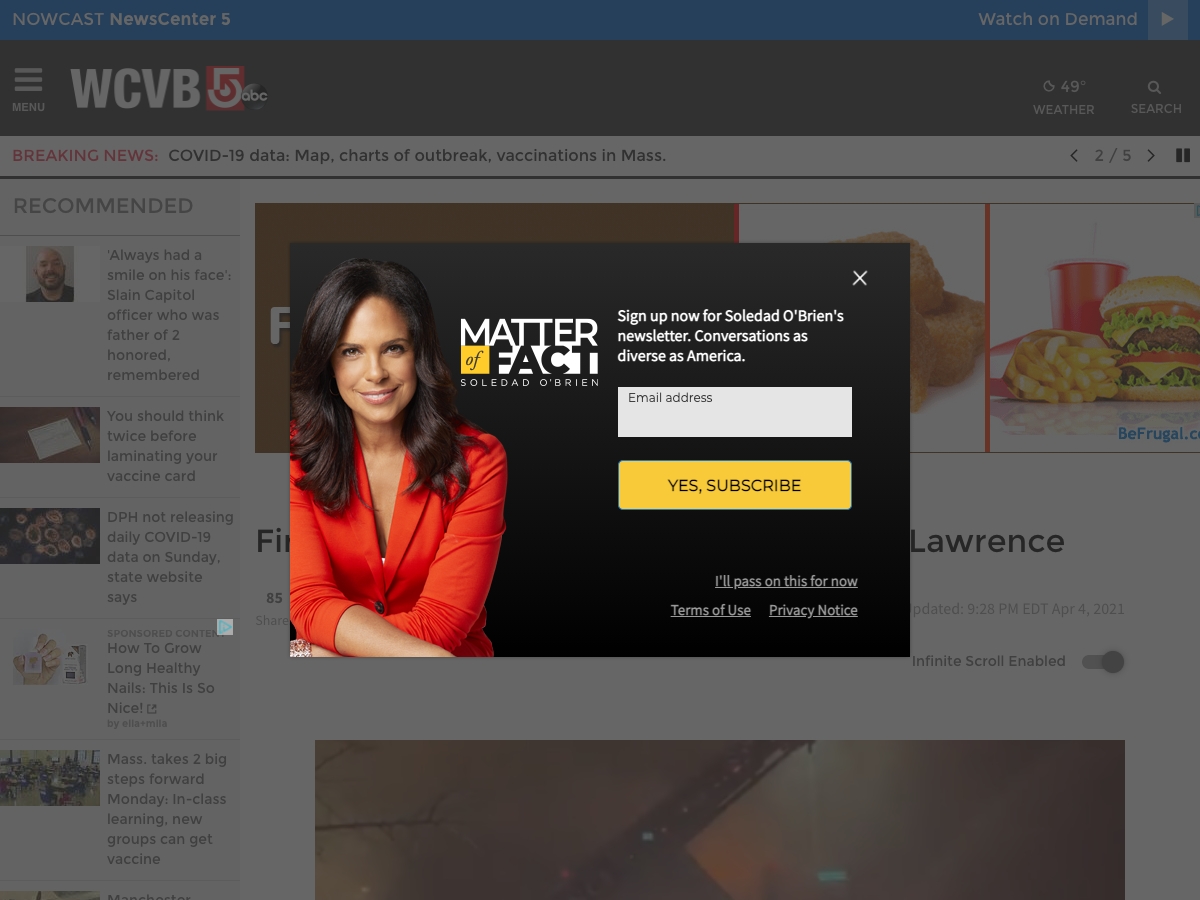 NOWCAST NewsCenter 5
Watch on Demand
MENU
WCVB 5 abc
49°
WEATHER
SEARCH
BREAKING NEWS: COVID-19 data: Map, charts of outbreak, vaccinations in Mass.
2 / 5
RECOMMENDED
'Always had a
smile on his face':
Slain Capitol
officer who was
father of 2
honored,
remembered
You should think
twice before
laminating your
vaccine card
DPH not releasing
daily COVID-19
data on Sunday,
state website
says
SPONSORED CONTENT
How To Grow
Long Healthy
Nails: This Is So
Nice!
by ella+mila
Mass. takes 2 big
steps forward
Monday: In-class
learning, new
groups can get
vaccine
Manchester
MATTER
of FACT
SOLEDAD O'BRIEN
Sign up now for Soledad O'Brien's
newsletter. Conversations as
diverse as America.
Email address
YES, SUBSCRIBE
I'll pass on this for now
Terms of Use Privacy Notice
BeFrugal.c
Lawrence
85
Share
pdated: 9:28 PM EDT Apr 4, 2021
Infinite Scroll Enabled